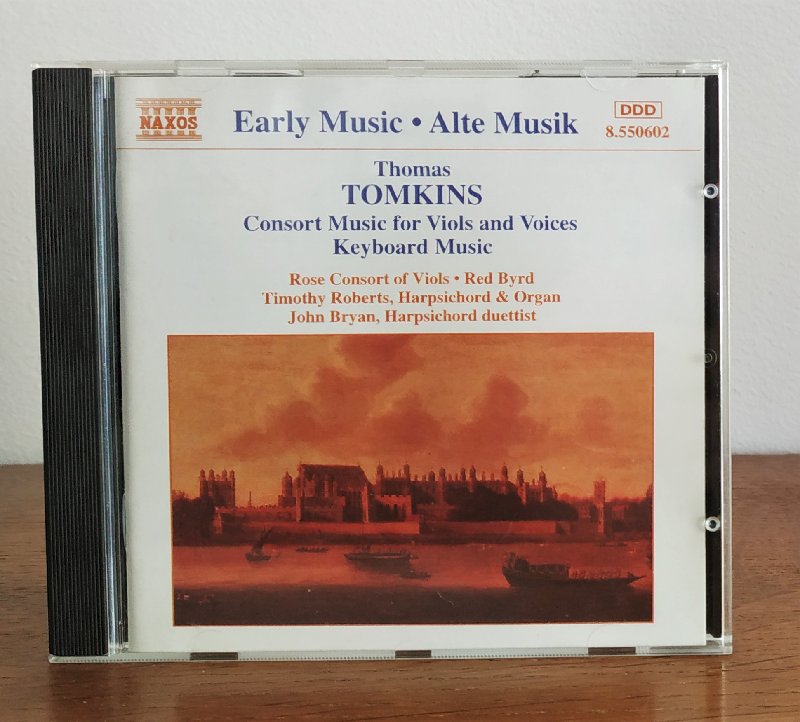 NAXOS
Early Music • Alte Musik
DDD
8.550602
Thomas
TOMKINS
Consort Music for Viols and Voices
Keyboard Music
Rose Consort of Viols • Red Byrd
Timothy Roberts, Harpsichord & Organ
John Bryan, Harpsichord duettist